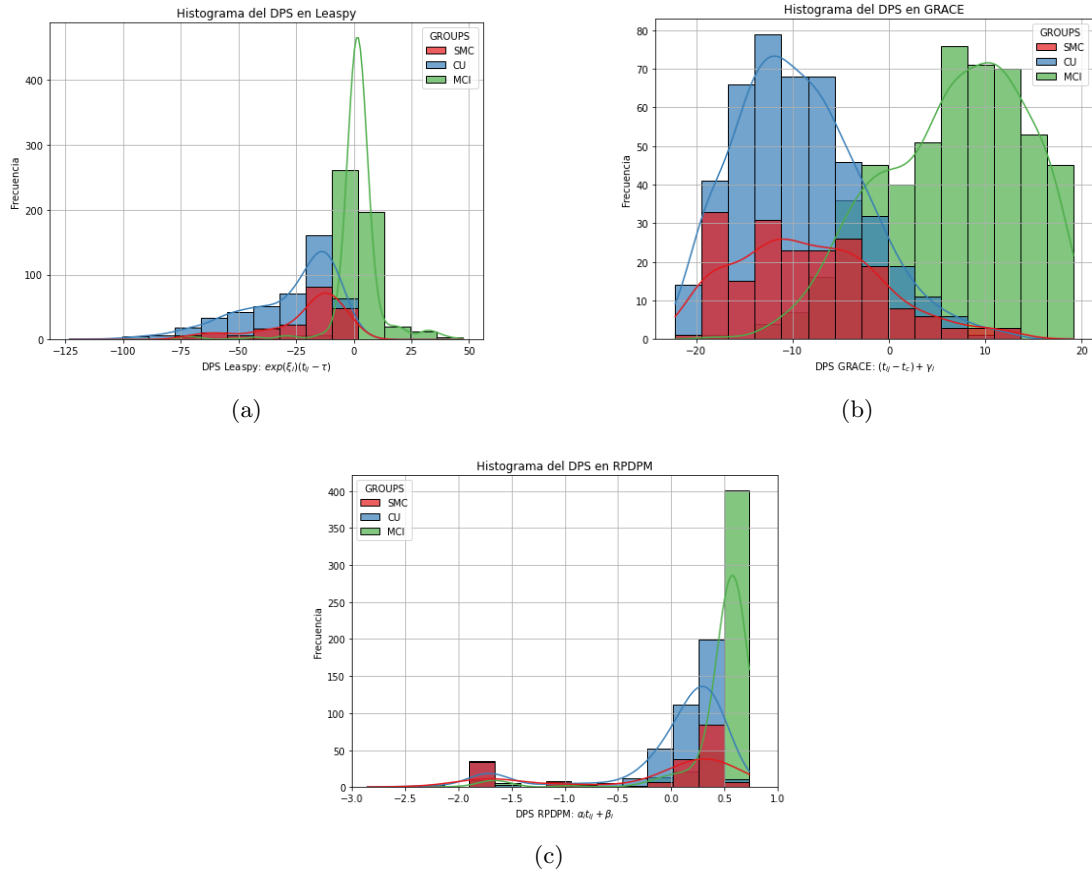 Histograma del DPS en Leaspy
GROUPS
SMC
CU
MCI
Frecuencia
400
300
200
100
0
-125
-100
-75
-50
-25
0
25
50
DPS Leaspy: exp(ξi)(tij − τ)
(a)
Histograma del DPS en GRACE
GROUPS
SMC
CU
MCI
Frecuencia
80
70
60
50
40
30
20
10
0
-20
-10
0
10
20
DPS GRACE: (tij − tc) + γi
(b)
Histograma del DPS en RPDPM
GROUPS
SMC
CU
MCI
Frecuencia
400
350
300
250
200
150
100
50
0
-3.0
-2.5
-2.0
-1.5
-1.0
-0.5
0.0
0.5
1.0
DPS RPDPM: αitij + βi
(c)